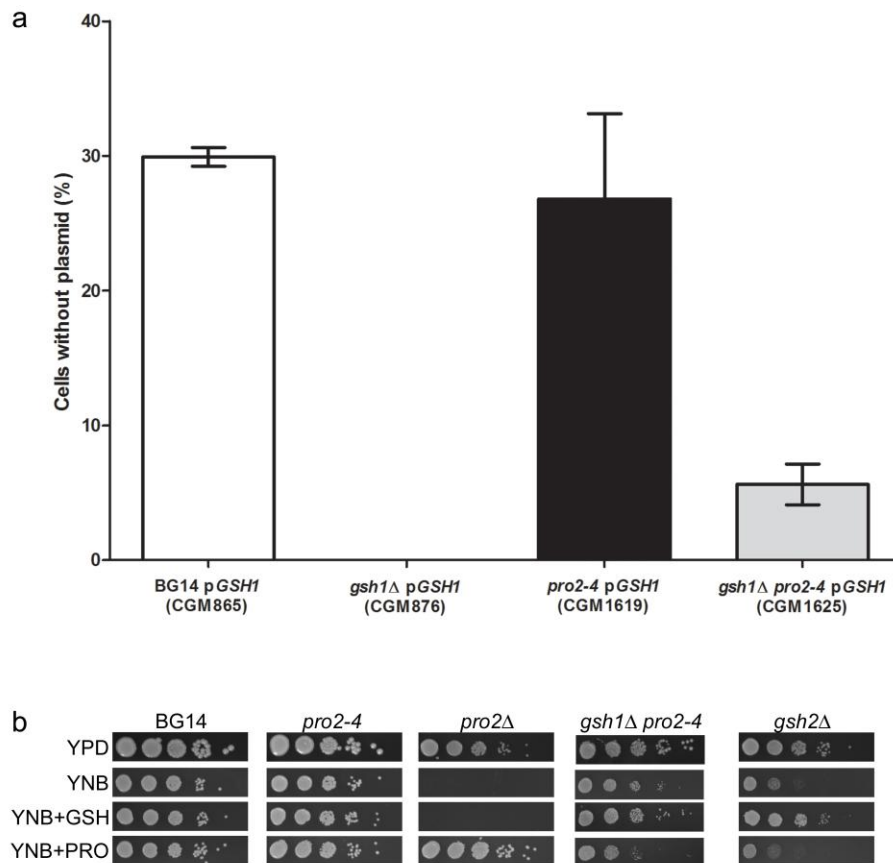 a
40
30
20
10
0
Cells without plasmid (%)
BG14 pGSH1
(CGM865)
gsh1Δ pGSH1
(CGM876)
pro2-4 pGSH1
(CGM1619)
gsh1Δ pro2-4 pGSH1
(CGM1625)
b
BG14 pro2-4 pro2Δ gsh1Δ pro2-4 gsh2Δ
YPD
YNB
YNB+GSH
YNB+PRO